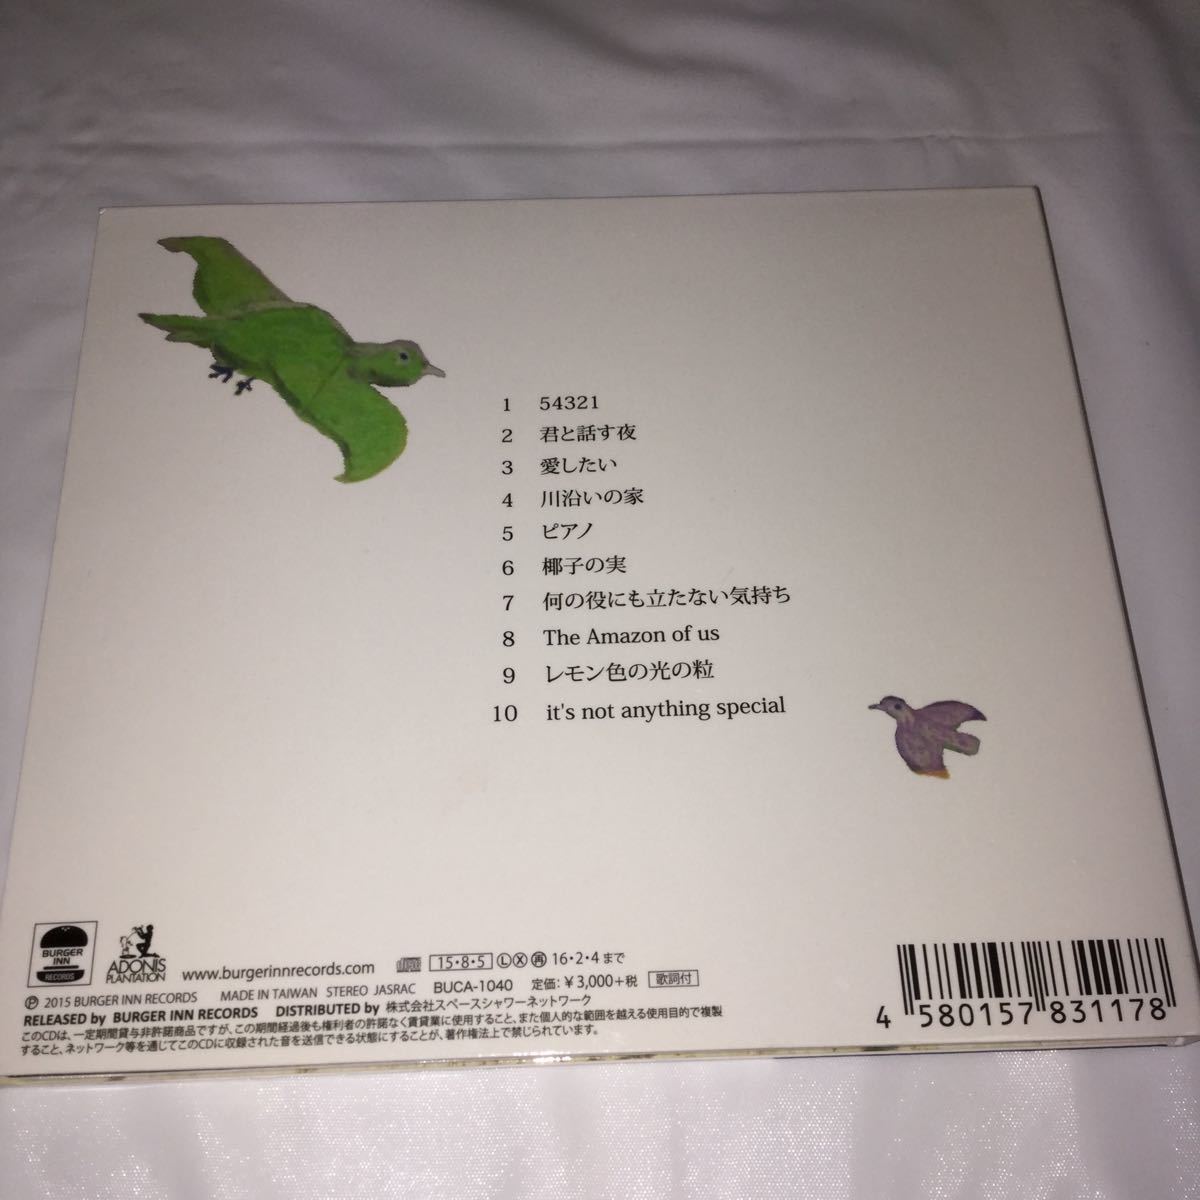 1 54321
2 君と話す夜
3 愛したい
4 川沿いの家
5 ピアノ
6 椰子の実
7 何の役にも立たない気持ち
8 The Amazon of us
9 レモン色の光の粒
10 it's not anything special
BURGER INN RECORDS
ADONIS PLANTATION
www.burgerinnrecords.com 15・8・5 Ⓛ Ⓧ 再 16・2・4まで
Ⓟ 2015 BURGER INN RECORDS MADE IN TAIWAN STEREO JASRAC BUCA-1040 定価:¥3,000+税 歌詞付
RELEASED by BURGER INN RECORDS DISTRIBUTED by 株式会社スペースシャワーネットワーク
このCDは、一定期間貸与非許諾商品ですが、この期間経過後も権利者の許諾なく賃貸業に使用すること、また個人的な範囲を越える使用目的で複製
すること、ネットワーク等を通じてこのCDに収録された音を送信できる状態にすることが、著作権法上で禁じられています。
4 580157 831178